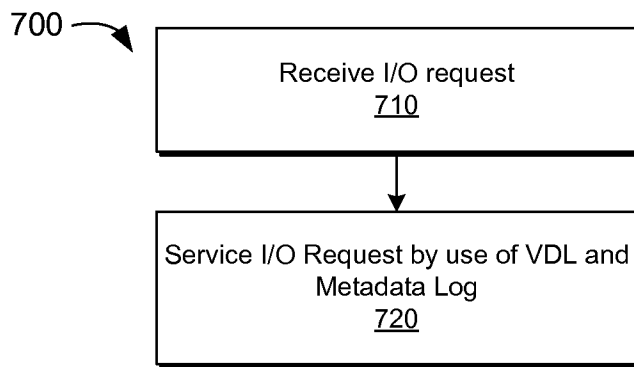 700
Receive I/O request
710
Service I/O Request by use of VDL and
Metadata Log
720